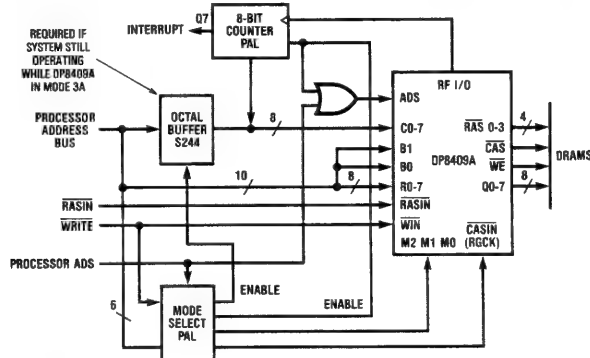 Q7
8-BIT
COUNTER
PAL
INTERRUPT
REQUIRED IF
SYSTEM STILL
OPERATING
WHILE DP8409A
IN MODE 3A
RF I/O
OCTAL
BUFFER
S244
ADS
PROCESSOR
ADDRESS
BUS
8
C0-7
RAS 0-3
4
CAS
B1
DP8409A
WE
DRAMS
B0
10
8
R0-7
Q0-7
8
RASIN
RASIN
WRITE
WIN
CASIN
M2 M1 M0 (RGCK)
PROCESSOR ADS
ENABLE
ENABLE
6
MODE
SELECT
PAL